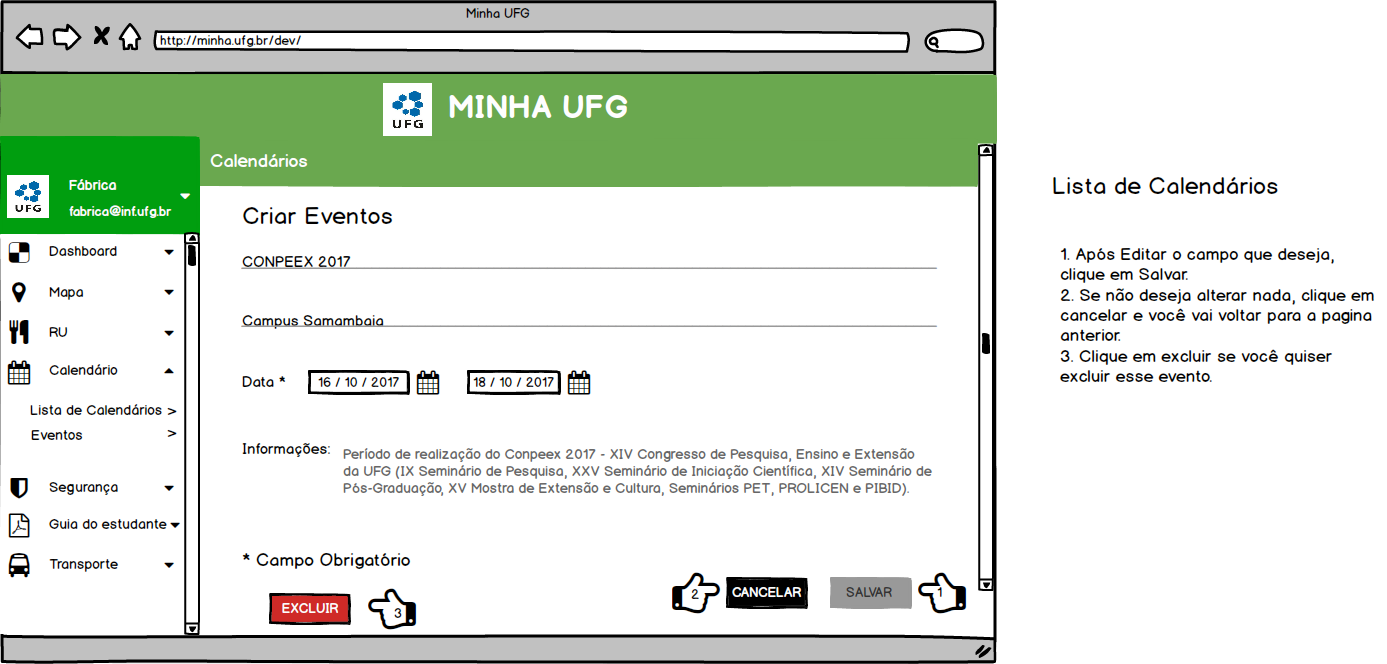 Minha UFG
http://minha.ufg.br/dev/
UFG
MINHA UFG
Calendários
UFG
Fábrica
fabrica@inf.ufg.br
Dashboard
Mapa
RU
Calendário
Lista de Calendários >
Eventos >
Segurança
Guia do estudante
Transporte
Criar Eventos
CONPEEX 2017
Campus Samambaia
Data * 16 / 10 / 2017 18 / 10 / 2017
Informações:
Período de realização do Conpeex 2017 - XIV Congresso de Pesquisa, Ensino e Extensão
da UFG (IX Seminário de Pesquisa, XXV Seminário de Iniciação Científica, XIV Seminário de
Pós-Graduação, XV Mostra de Extensão e Cultura, Seminários PET, PROLICEN e PIBID).
* Campo Obrigatório
EXCLUIR 3
2 CANCELAR SALVAR 1
Lista de Calendários
1. Após Editar o campo que deseja,
clique em Salvar.
2. Se não deseja alterar nada, clique em
cancelar e você vai voltar para a pagina
anterior.
3. Clique em excluir se você quiser
excluir esse evento.